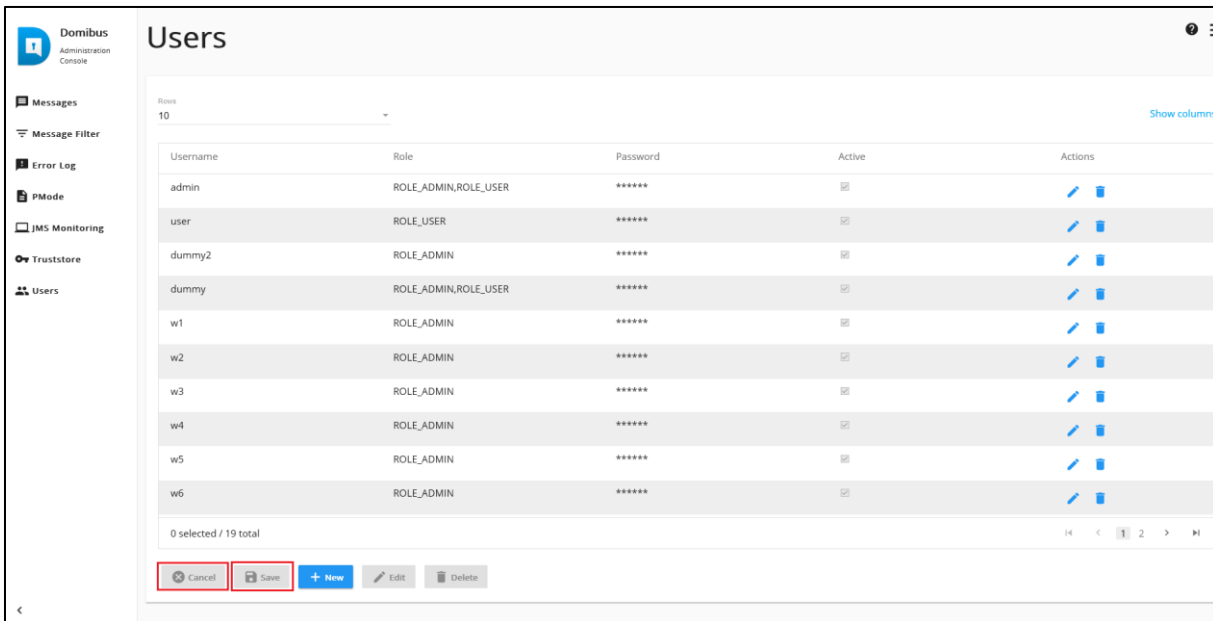 Domibus
Administration
Console
Users
Messages
Message Filter
Error Log
PMode
JMS Monitoring
Truststore
Users
Rows
10
Show columns
Username Role Password Active Actions
admin ROLE_ADMIN,ROLE_USER ******
user ROLE_USER ******
dummy2 ROLE_ADMIN ******
dummy ROLE_ADMIN,ROLE_USER ******
w1 ROLE_ADMIN ******
w2 ROLE_ADMIN ******
w3 ROLE_ADMIN ******
w4 ROLE_ADMIN ******
w5 ROLE_ADMIN ******
w6 ROLE_ADMIN ******
0 selected / 19 total 1 2
Cancel Save + New Edit Delete